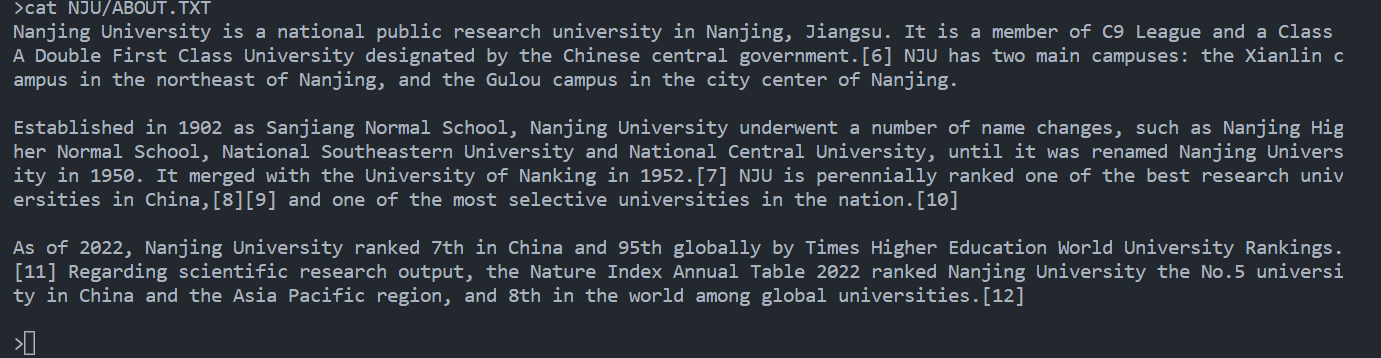 >cat NJU/ABOUT.TXT
Nanjing University is a national public research university in Nanjing, Jiangsu. It is a member of C9 League and a Class
A Double First Class University designated by the Chinese central government.[6] NJU has two main campuses: the Xianlin c
ampus in the northeast of Nanjing, and the Gulou campus in the city center of Nanjing.

Established in 1902 as Sanjiang Normal School, Nanjing University underwent a number of name changes, such as Nanjing Hig
her Normal School, National Southeastern University and National Central University, until it was renamed Nanjing Univers
ity in 1950. It merged with the University of Nanking in 1952.[7] NJU is perennially ranked one of the best research univ
ersities in China,[8][9] and one of the most selective universities in the nation.[10]

As of 2022, Nanjing University ranked 7th in China and 95th globally by Times Higher Education World University Rankings.
[11] Regarding scientific research output, the Nature Index Annual Table 2022 ranked Nanjing University the No.5 universi
ty in China and the Asia Pacific region, and 8th in the world among global universities.[12]

>